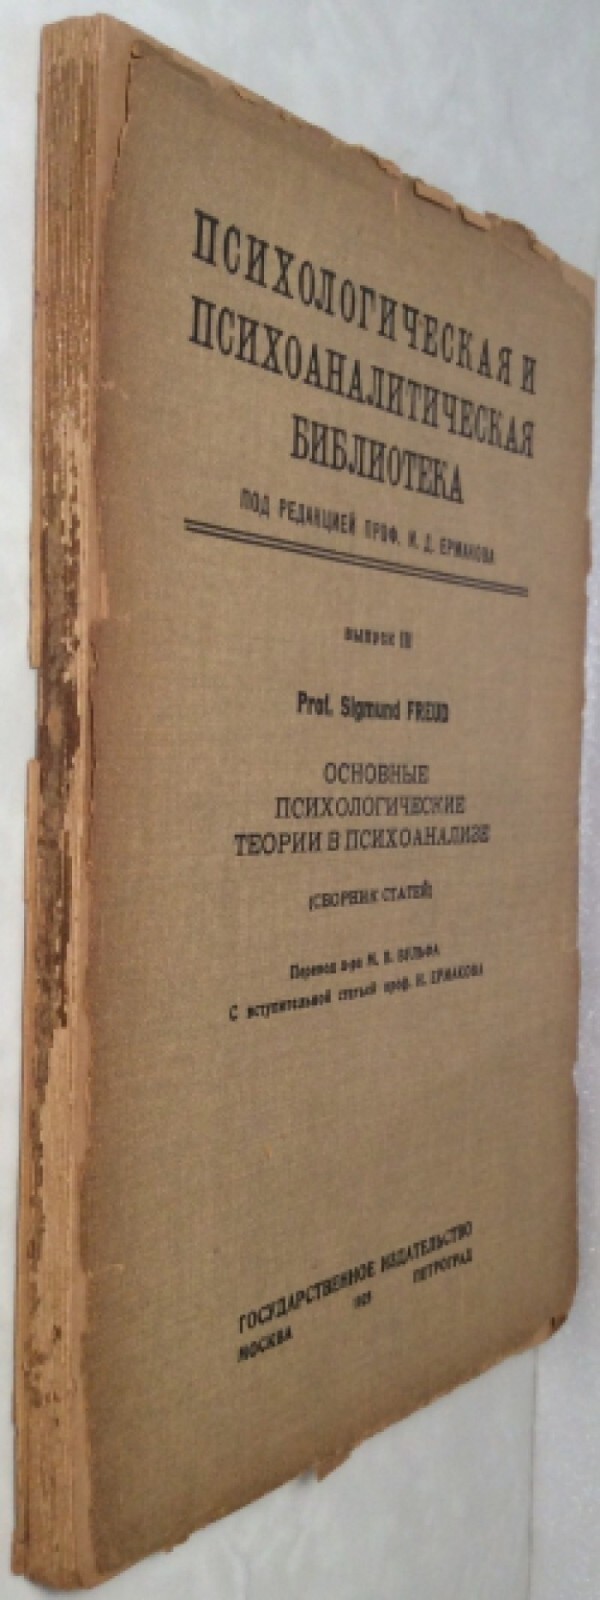 ПСИХОЛОГИЧЕСКАЯ И
ПСИХОАНАЛИТИЧЕСКАЯ
БИБЛИОТЕКА
ПОД РЕДАКЦИЕЙ ПРОФ. И. Д. ЕРМАКОВА
ВЫПУСК III
Prof. Sigmund FREUD
ОСНОВНЫЕ
ПСИХОЛОГИЧЕСКИЕ
ТЕОРИИ В ПСИХОАНАЛИЗЕ
(СБОРНИК СТАТЕЙ)
Перевод д-ра М. В. ВУЛЬФА
С вступительной статьей проф. И. ЕРМАКОВА
ГОСУДАРСТВЕННОЕ ИЗДАТЕЛЬСТВО
МОСКВА ПЕТРОГРАД